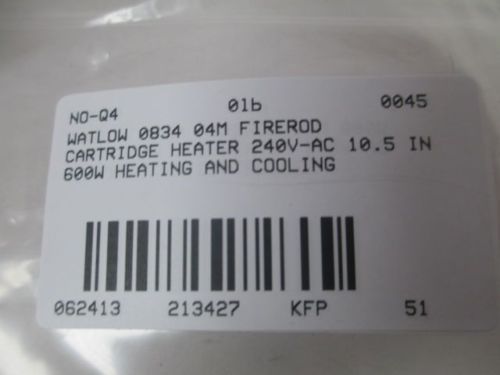 NO-Q4 01b 0045
WATLOW 0834 04M FIREROD
CARTRIDGE HEATER 240V-AC 10.5 IN
600W HEATING AND COOLING
062413 213427 KFP 51